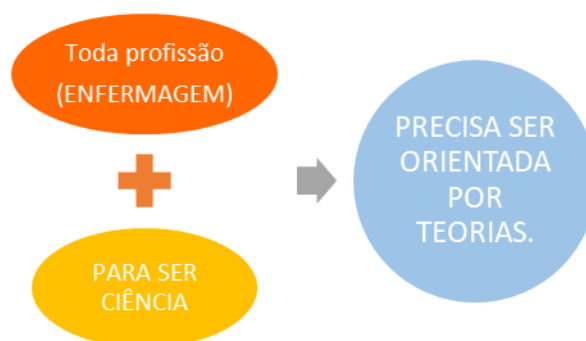 Toda profissão
(ENFERMAGEM)
PARA SER
CIÊNCIA
PRECISA SER
ORIENTADA
POR
TEORIAS.